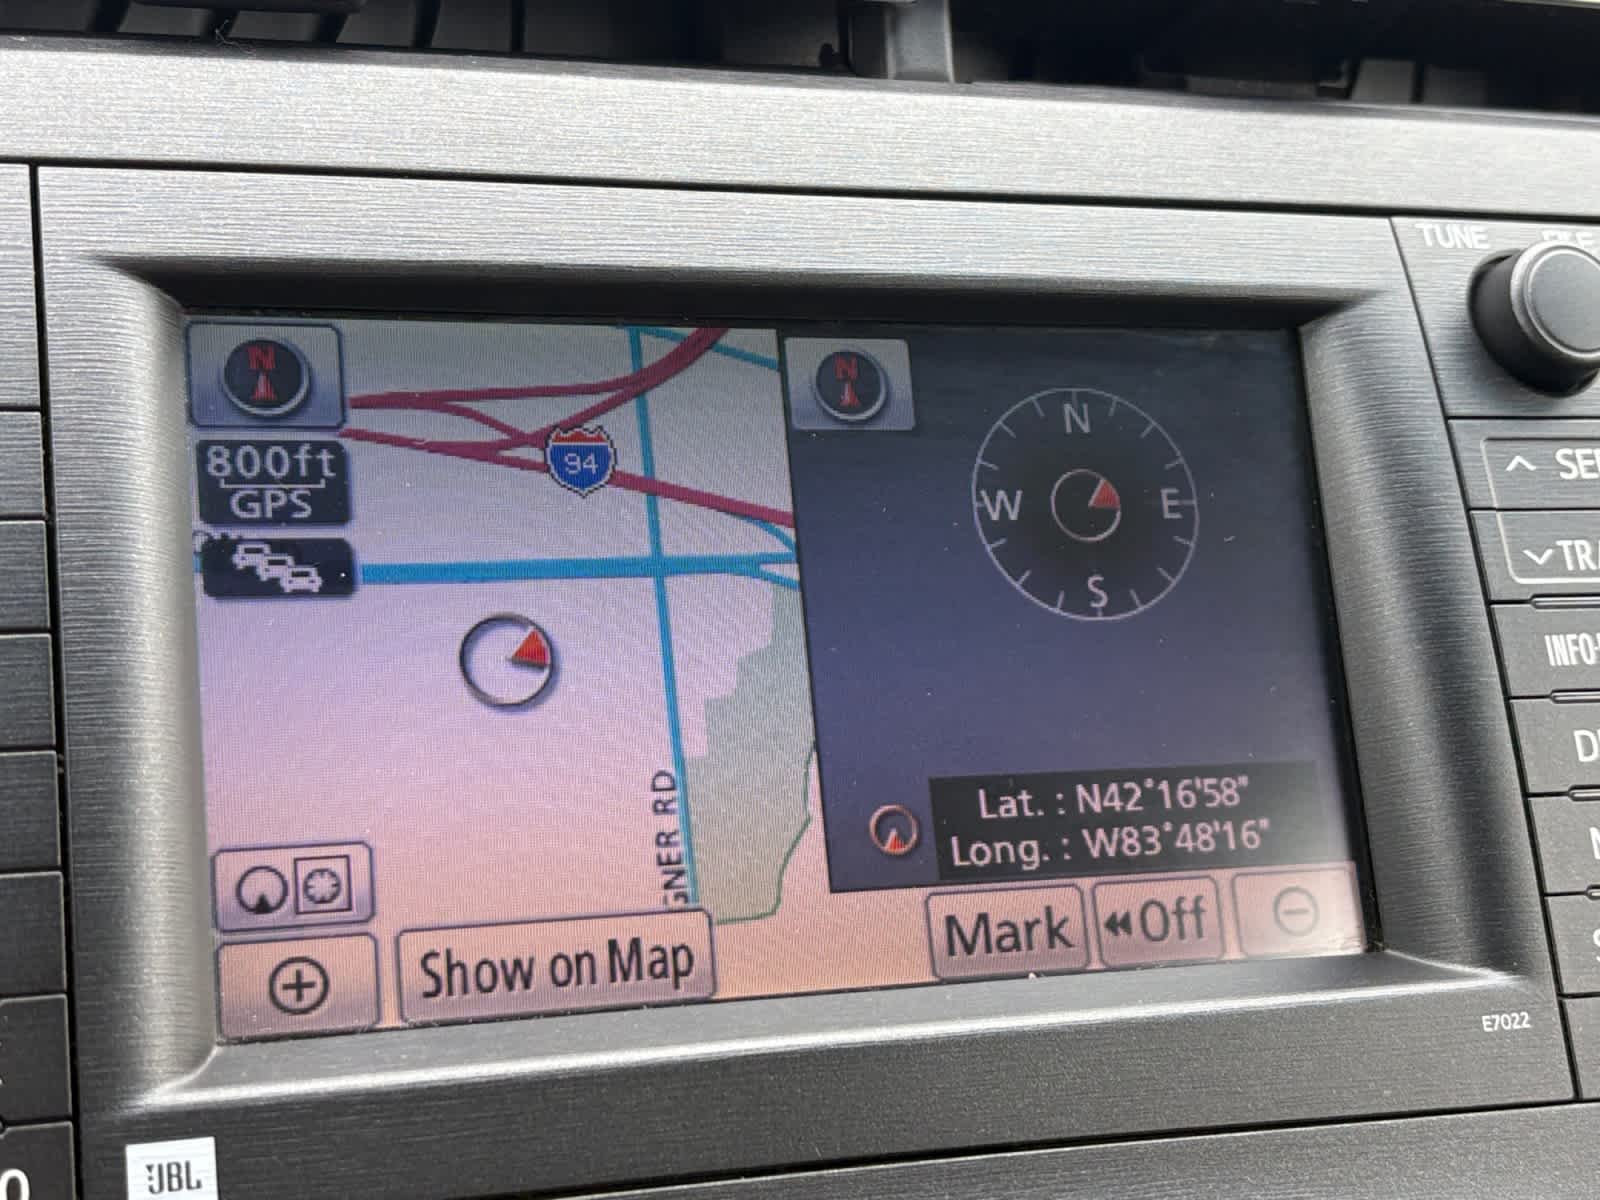 TUNE
N
800ft
GPS
94
N
N
W
E
S
GNER RD
Lat. : N42°16'58"
Long. : W83°48'16"
Show on Map
Mark
Off
E7022
JBL